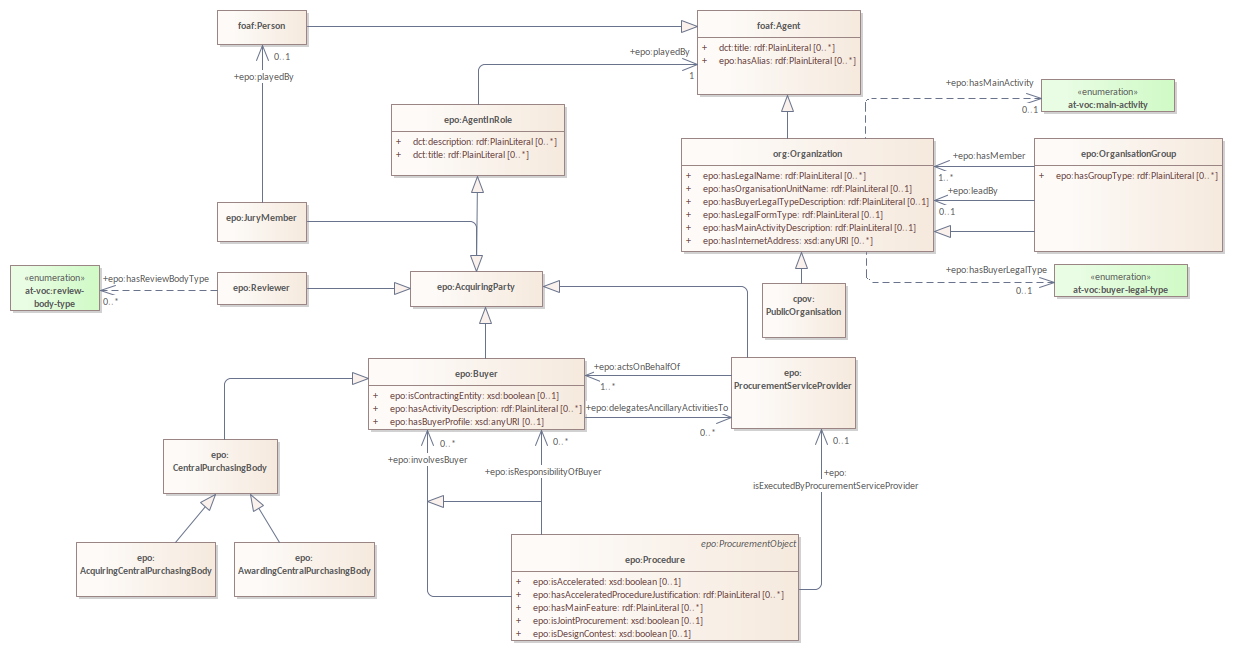 foaf:Person
foaf:Agent
+ dct:title: rdf:PlainLiteral [0..*]
+ epo:hasAlias: rdf:PlainLiteral [0..*]
0..1
+epo:playedBy
+epo:playedBy
1
+epo:hasMainActivity
0..1
«enumeration»
at-voc:main-activity
epo:AgentInRole
+ dct:description: rdf:PlainLiteral [0..*]
+ dct:title: rdf:PlainLiteral [0..*]
org:Organization
+ epo:hasLegalName: rdf:PlainLiteral [0..*]
+ epo:hasOrganisationUnitName: rdf:PlainLiteral [0..1]
+ epo:hasBuyerLegalTypeDescription: rdf:PlainLiteral [0..1]
+ epo:hasLegalFormType: rdf:PlainLiteral [0..1]
+ epo:hasMainActivityDescription: rdf:PlainLiteral [0..1]
+ epo:hasInternetAddress: xsd:anyURI [0..*]
+epo:hasMember
1..*
+epo:leadBy
0..1
epo:OrganisationGroup
+ epo:hasGroupType: rdf:PlainLiteral [0..*]
epo:JuryMember
«enumeration»
at-voc:review-
body-type
+epo:hasReviewBodyType
0..*
epo:Reviewer
epo:AcquiringParty
+epo:hasBuyerLegalType
0..1
«enumeration»
at-voc:buyer-legal-type
cpov:
PublicOrganisation
epo:Buyer
+ epo:isContractingEntity: xsd:boolean [0..1]
+ epo:hasActivityDescription: rdf:PlainLiteral [0..*]
+ epo:hasBuyerProfile: xsd:anyURI [0..1]
+epo:actsOnBehalfOf
1..*
+epo:delegatesAncillaryActivitiesTo
0..*
epo:
ProcurementServiceProvider
epo:
CentralPurchasingBody
0..*
+epo:involvesBuyer
0..*
+epo:isResponsibilityOfBuyer
0..1
+epo:
isExecutedByProcurementServiceProvider
epo:
AcquiringCentralPurchasingBody
epo:
AwardingCentralPurchasingBody
epo:ProcurementObject
epo:Procedure
+ epo:isAccelerated: xsd:boolean [0..1]
+ epo:hasAcceleratedProcedureJustification: rdf:PlainLiteral [0..*]
+ epo:hasMainFeature: rdf:PlainLiteral [0..*]
+ epo:isJointProcurement: xsd:boolean [0..1]
+ epo:isDesignContest: xsd:boolean [0..1]